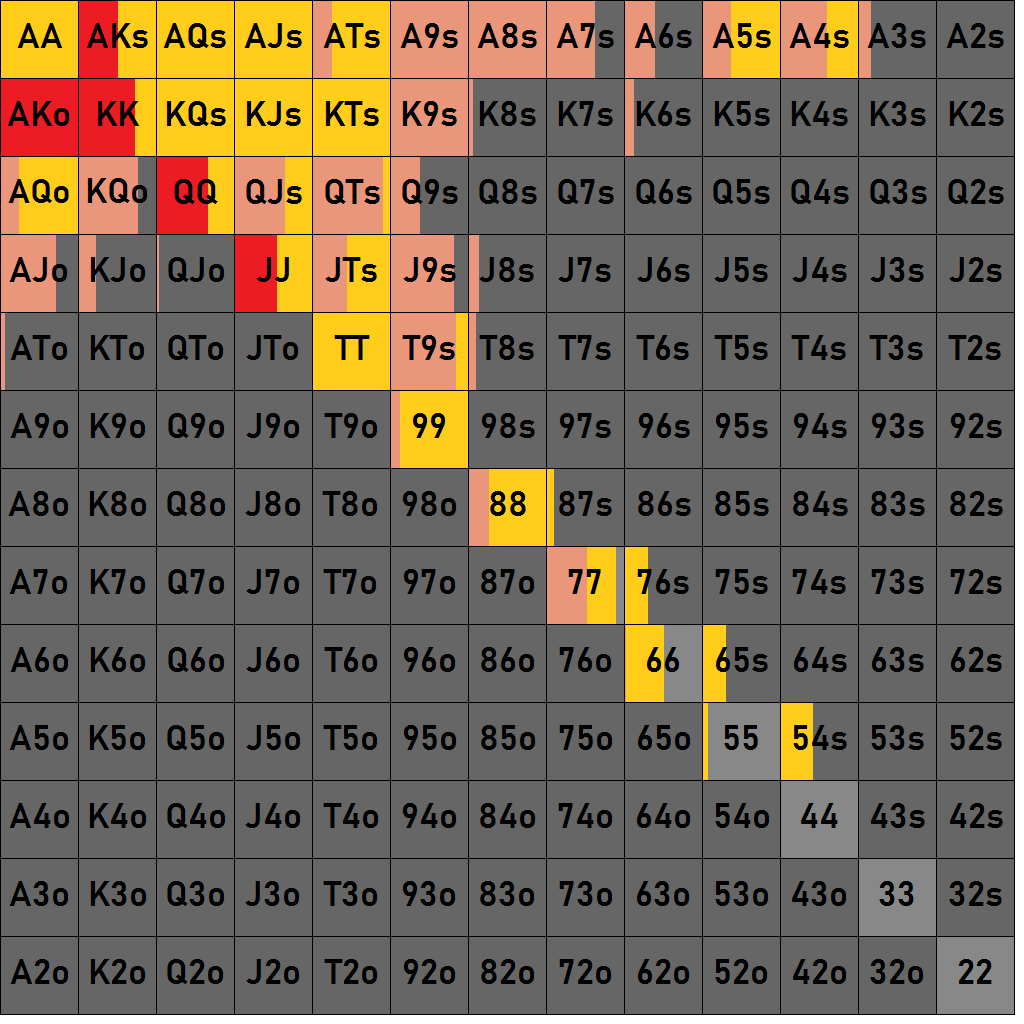 AA AKs AQs AJs ATs A9s A8s A7s A6s A5s A4s A3s A2s
AKo KK KQs KJs KTs K9s K8s K7s K6s K5s K4s K3s K2s
AQo KQo QQ QJs QTs Q9s Q8s Q7s Q6s Q5s Q4s Q3s Q2s
AJo KJo QJo JJ JTs J9s J8s J7s J6s J5s J4s J3s J2s
ATo KTo QTo JTo TT T9s T8s T7s T6s T5s T4s T3s T2s
A9o K9o Q9o J9o T9o 99 98s 97s 96s 95s 94s 93s 92s
A8o K8o Q8o J8o T8o 98o 88 87s 86s 85s 84s 83s 82s
A7o K7o Q7o J7o T7o 97o 87o 77 76s 75s 74s 73s 72s
A6o K6o Q6o J6o T6o 96o 86o 76o 66 65s 64s 63s 62s
A5o K5o Q5o J5o T5o 95o 85o 75o 65o 55 54s 53s 52s
A4o K4o Q4o J4o T4o 94o 84o 74o 64o 54o 44 43s 42s
A3o K3o Q3o J3o T3o 93o 83o 73o 63o 53o 43o 33 32s
A2o K2o Q2o J2o T2o 92o 82o 72o 62o 52o 42o 32o 22